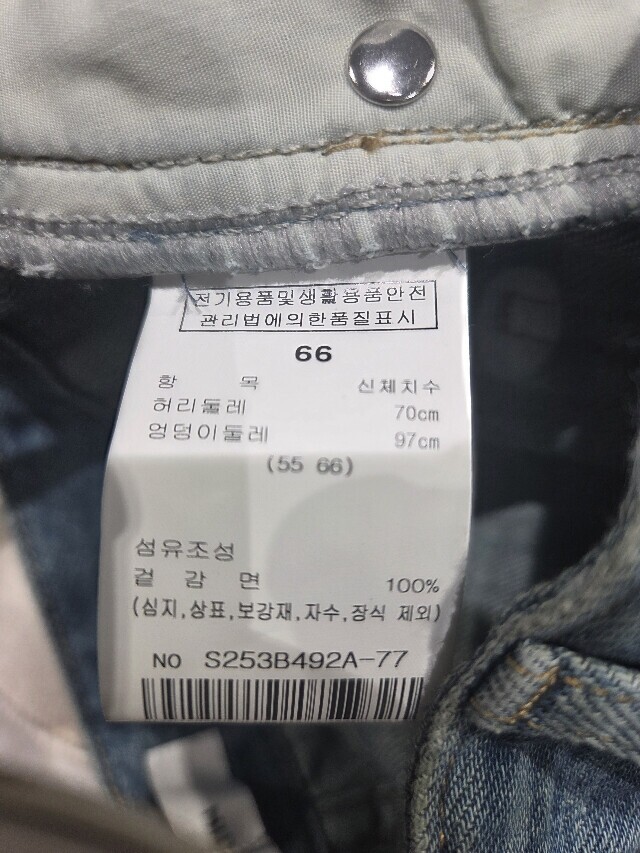 전기용품및생활용품안전
관리법에의한품질표시
66
항 목 신체치수
허리둘레 70cm
엉덩이둘레 97cm
(55 66)
섬유조성
겉 감 면 100%
(심지,상표,보강재,자수,장식 제외)
NO S253B492A-77